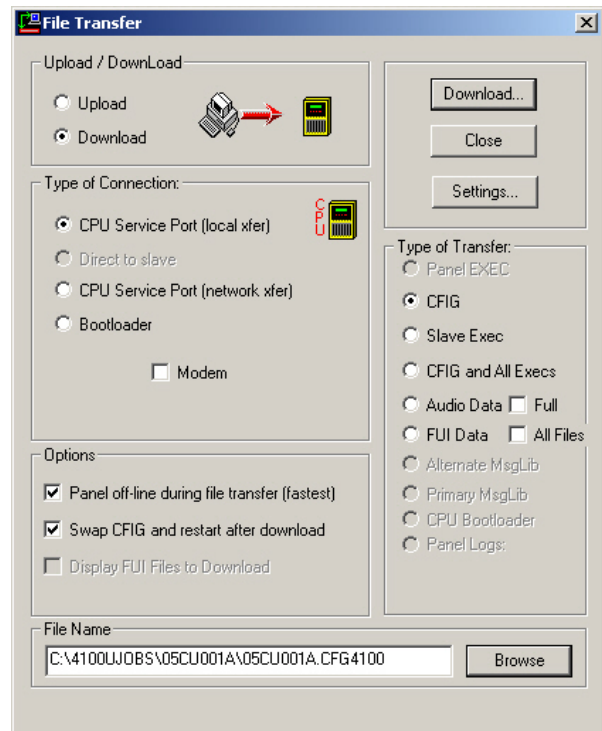 File Transfer
Upload / DownLoad
Upload
Download
Download...
Close
Settings...
Type of Connection:
CPU
CPU Service Port (local xfer)
Direct to slave
CPU Service Port (network xfer)
Bootloader
Modem
Type of Transfer:
Panel EXEC
CFIG
Slave Exec
CFIG and All Execs
Audio Data Full
FUI Data All Files
Alternate MsgLib
Primary MsgLib
CPU Bootloader
Panel Logs:
Options
Panel off-line during file transfer (fastest)
Swap CFIG and restart after download
Display FUI Files to Download
File Name
C:\4100UJOBS\05CU001A\05CU001A.CFG4100
Browse